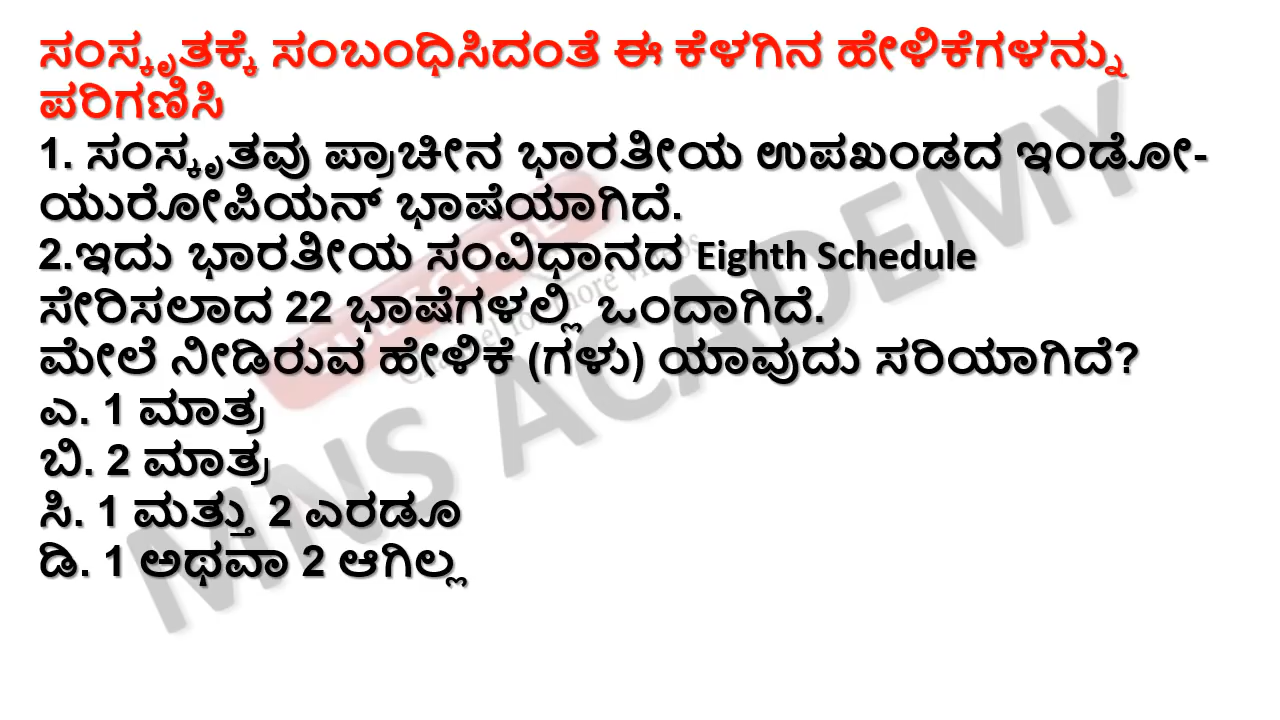 ಸಂಸ್ಕೃತಕ್ಕೆ ಸಂಬಂಧಿಸಿದಂತೆ ಈ ಕೆಳಗಿನ ಹೇಳಿಕೆಗಳನ್ನು
ಪರಿಗಣಿಸಿ
1. ಸಂಸ್ಕೃತವು ಪ್ರಾಚೀನ ಭಾರತೀಯ ಉಪಖಂಡದ ಇಂಡೋ-
ಯುರೋಪಿಯನ್ ಭಾಷೆಯಾಗಿದೆ.
2.ಇದು ಭಾರತೀಯ ಸಂವಿಧಾನದ Eighth Schedule
ಸೇರಿಸಲಾದ 22 ಭಾಷೆಗಳಲ್ಲಿ ಒಂದಾಗಿದೆ.
ಮೇಲೆ ನೀಡಿರುವ ಹೇಳಿಕೆ (ಗಳು) ಯಾವುದು ಸರಿಯಾಗಿದೆ?
ಎ. 1 ಮಾತ್ರ
ಬಿ. 2 ಮಾತ್ರ
ಸಿ. 1 ಮತ್ತು 2 ಎರಡೂ
ಡಿ. 1 ಅಥವಾ 2 ಆಗಿಲ್ಲ
MNS ACADEMY